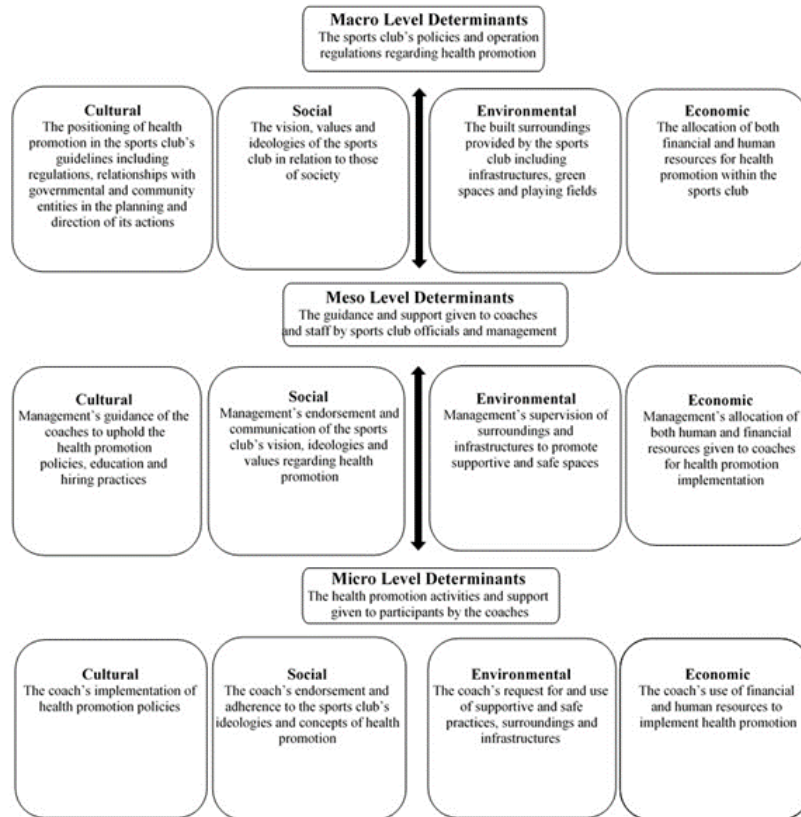 Macro Level Determinants
The sports club's policies and operation
regulations regarding health promotion
Cultural
The positioning of health
promotion in the sports club's
guidelines including
regulations, relationships with
governmental and community
entities in the planning and
direction of its actions
Social
The vision, values and
ideologies of the sports
club in relation to those
of society
Environmental
The built surroundings
provided by the sports
club including
infrastructures, green
spaces and playing fields
Economic
The allocation of both
financial and human
resources for health
promotion within the
sports club
Meso Level Determinants
The guidance and support given to coaches
and staff by sports club officials and management
Cultural
Management's guidance of the
coaches to uphold the
health promotion
policies, education and
hiring practices
Social
Management's endorsement and
communication of the sports
club's vision, ideologies and
values regarding health
promotion
Environmental
Management's supervision of
surroundings and
infrastructures to promote
supportive and safe spaces
Economic
Management's allocation of
both human and financial
resources given to coaches
for health promotion
implementation
Micro Level Determinants
The health promotion activities and support
given to participants by the coaches
Cultural
The coach's implementation of
health promotion policies
Social
The coach's endorsement and
adherence to the sports club's
ideologies and concepts of health
promotion
Environmental
The coach's request for and use
of supportive and safe
practices, surroundings and
infrastructures
Economic
The coach's use of financial
and human resources to
implement health promotion